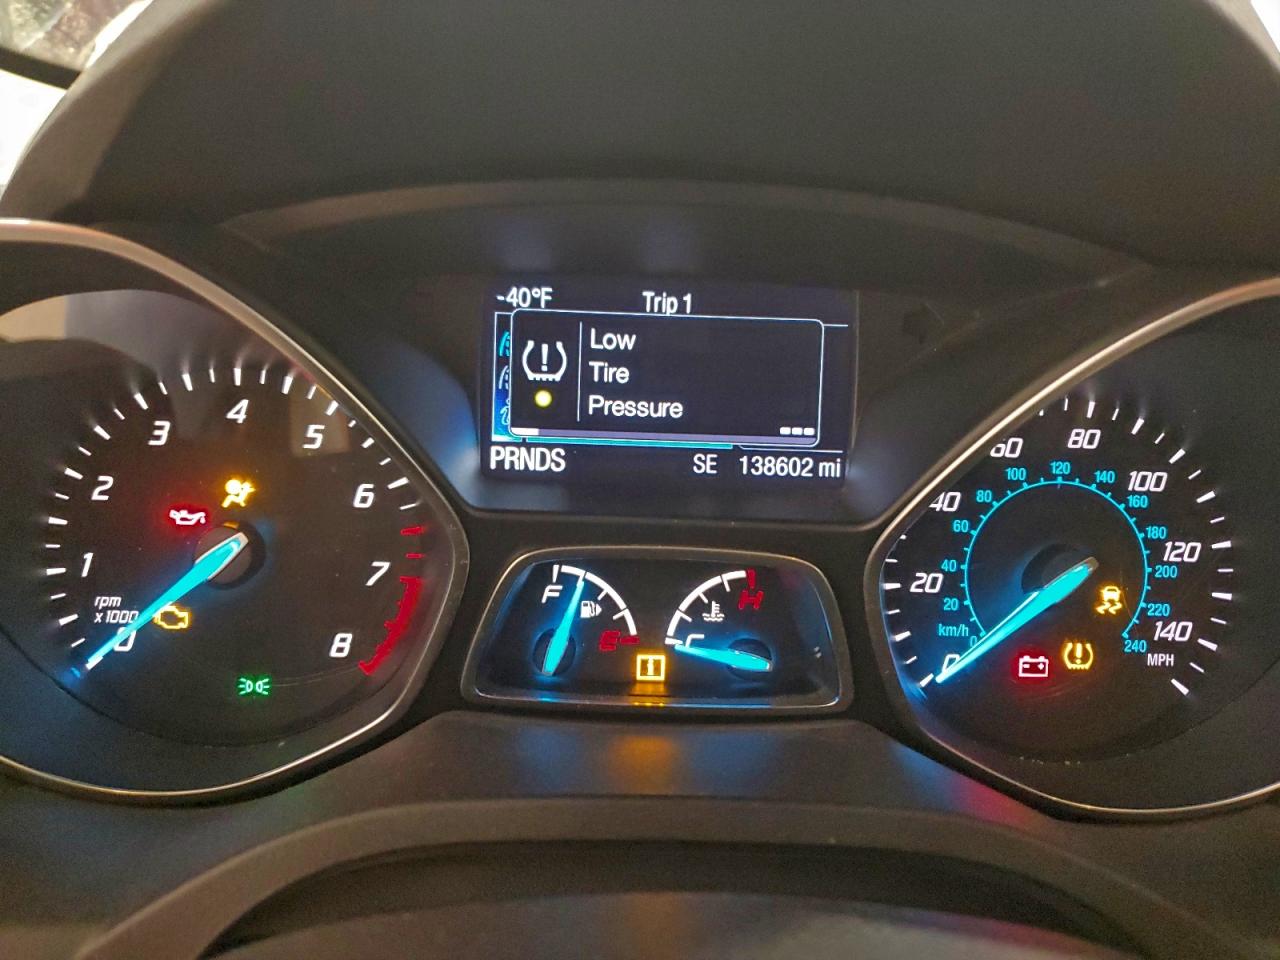 -40°F Trip 1
Low
Tire
Pressure
PRNDS SE 138602 mi
0 1 2 3 4 5 6 7 8
rpm
x1000
F E
C H
0 20 40 60 80 100 120 140
MPH
0 20 40 60 80 100 120 140 160 180 200 220 240
km/h